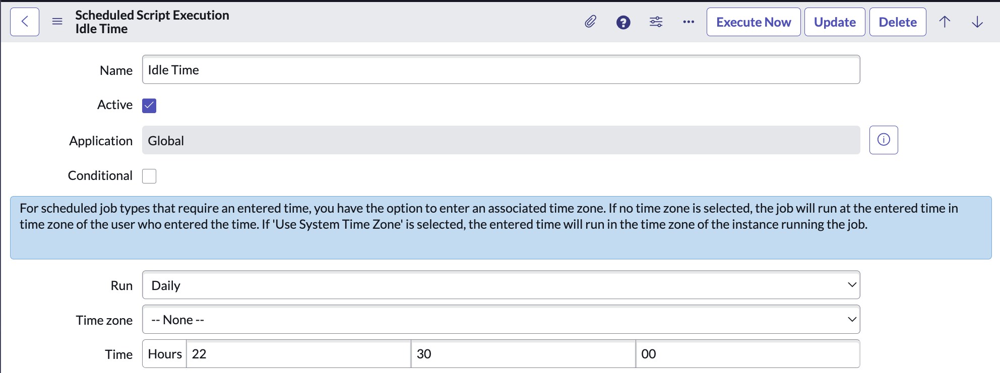 Scheduled Script Execution
Idle Time
Execute Now
Update
Delete
Name
Idle Time
Active
Application
Global
Conditional
For scheduled job types that require an entered time, you have the option to enter an associated time zone. If no time zone is selected, the job will run at the entered time in
time zone of the user who entered the time. If 'Use System Time Zone' is selected, the entered time will run in the time zone of the instance running the job.
Run
Daily
Time zone
-- None --
Time
Hours
22
30
00